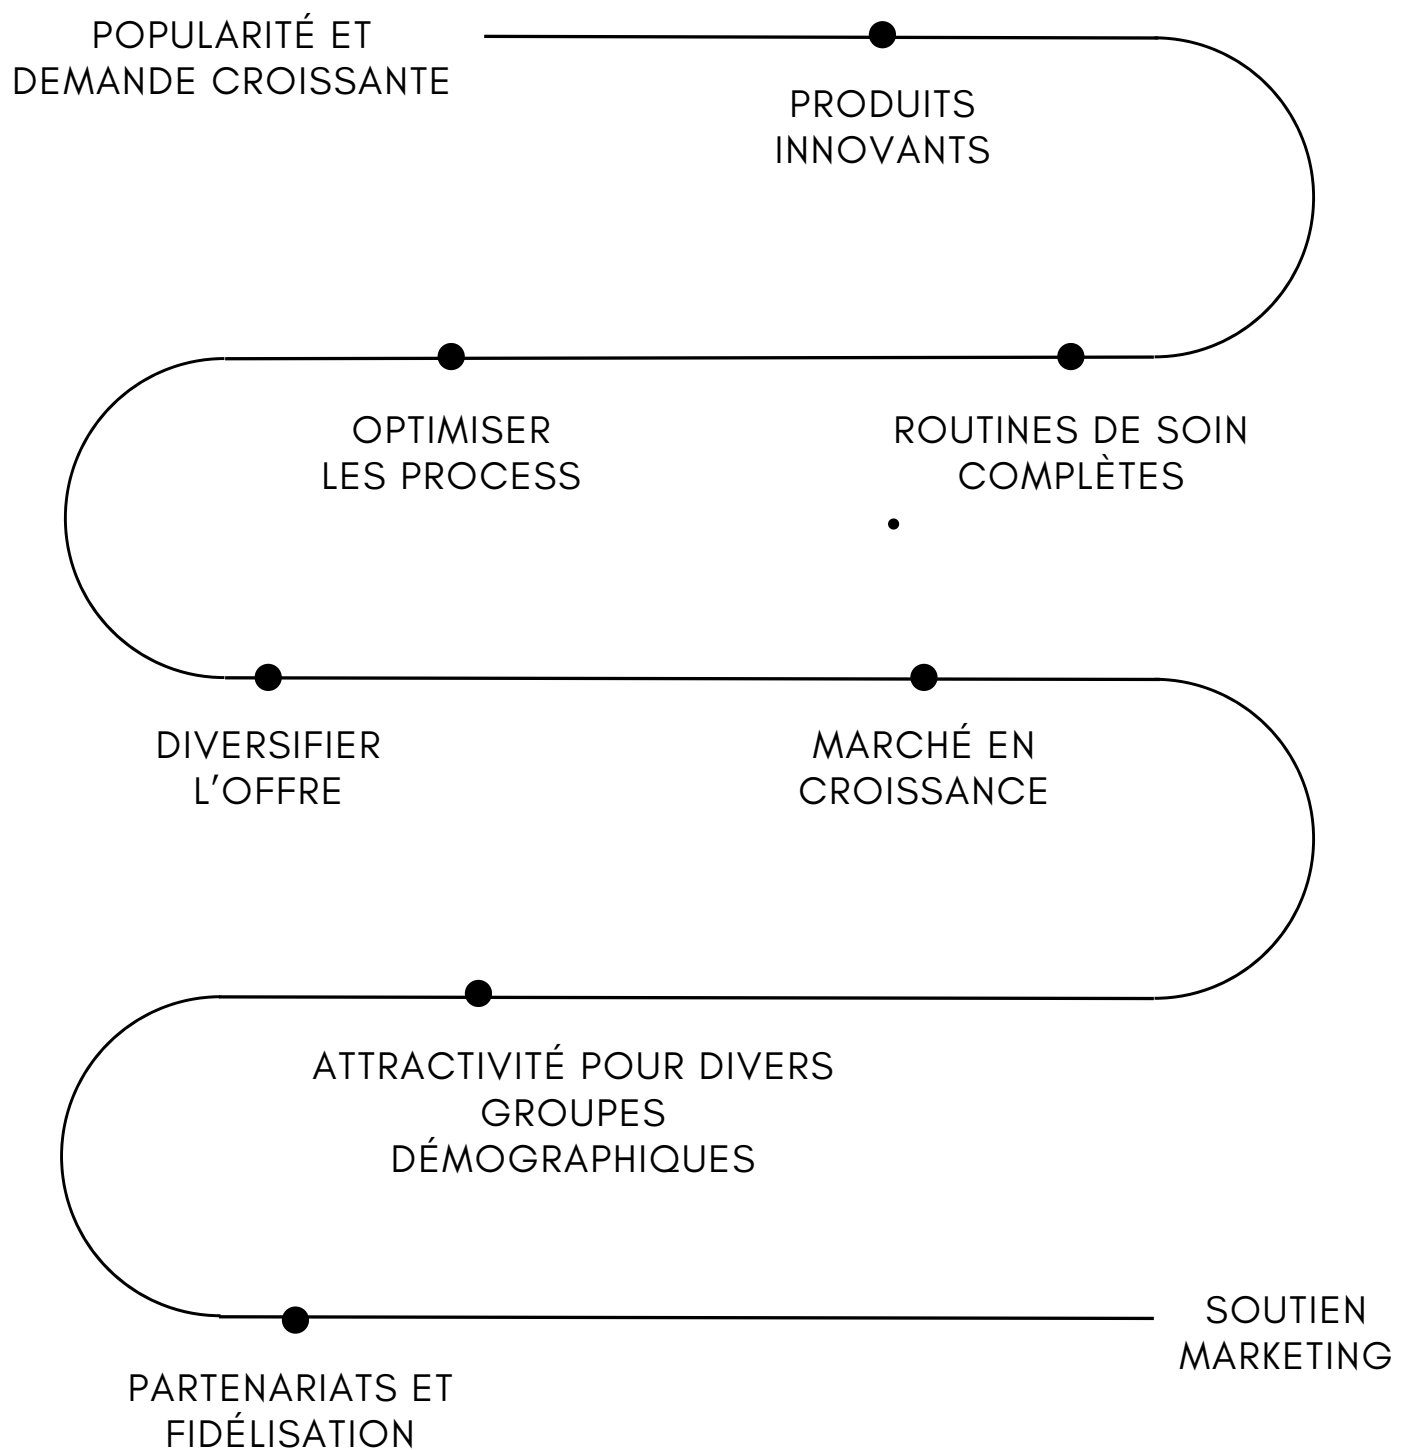 POPULARITÉ ET
DEMANDE CROISSANTE
PRODUITS
INNOVANTS
ROUTINES DE SOIN
COMPLÈTES
OPTIMISER
LES PROCESS
DIVERSIFIER
L'OFFRE
MARCHÉ EN
CROISSANCE
ATTRACTIVITÉ POUR DIVERS
GROUPES
DÉMOGRAPHIQUES
PARTENARIATS ET
FIDÉLISATION
SOUTIEN
MARKETING